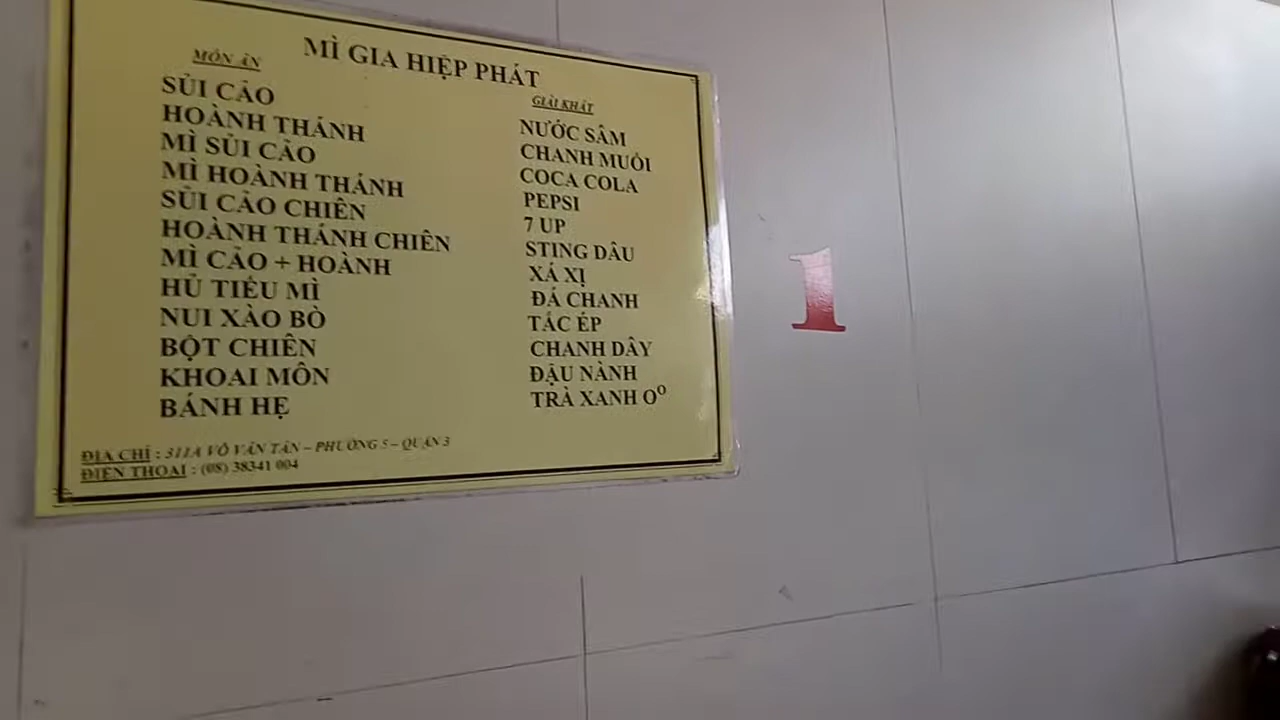 MÌ GIA HIỆP PHÁT
MÓN ĂN
SỦI CẢO
HOÀNH THÁNH
MÌ SỦI CẢO
MÌ HOÀNH THÁNH
SỦI CẢO CHIÊN
HOÀNH THÁNH CHIÊN
MÌ CẢO + HOÀNH
HỦ TIẾU MÌ
NUI XÀO BÒ
BỘT CHIÊN
KHOAI MÔN
BÁNH HẸ
GIẢI KHÁT
NƯỚC SÂM
CHANH MUỐI
COCA COLA
PEPSI
7 UP
STING DÂU
XÁ XỊ
ĐÁ CHANH
TẮC ÉP
CHANH DÂY
ĐẬU NÀNH
TRÀ XANH O°
ĐỊA CHỈ : 311A VÕ VĂN TẦN – PHƯỜNG 5 – QUẬN 3
ĐIỆN THOẠI : (08) 38341 004
1